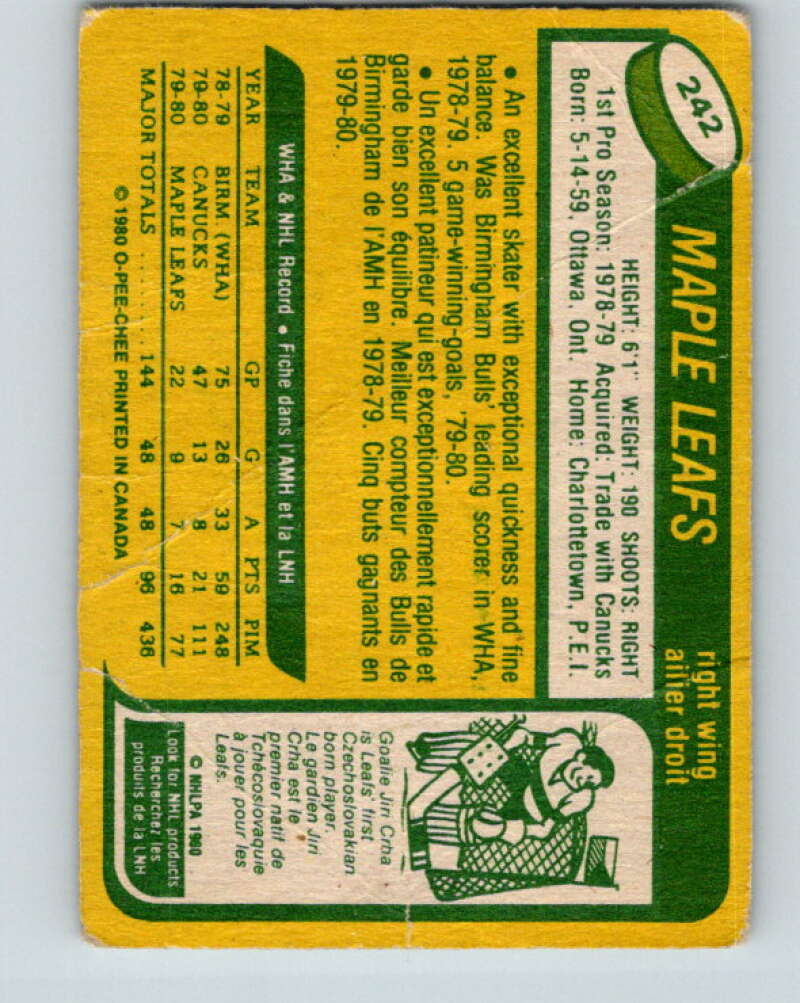 242
MAPLE LEAFS
right wing
ailier droit
HEIGHT: 6'1" WEIGHT: 190 SHOOTS: RIGHT
1st Pro Season: 1978-79 Acquired: Trade with Canucks
Born: 5-14-59, Ottawa, Ont. Home: Charlottetown, P.E.I.
• An excellent skater with exceptional quickness and fine
balance. Was Birmingham Bulls' leading scorer in WHA,
1978-79. 5 game-winning-goals, '79-80.
• Un excellent patineur qui est exceptionnellement rapide et
garde bien son équilibre. Meilleur compteur des Bulls de
Birmingham de l'AMH en 1978-79. Cinq buts gagnants en
1979-80.
WHA & NHL Record • Fiche dans l'AMH et la LNH
YEAR TEAM GP G A PTS PIM
78-79 BIRM (WHA) 75 26 33 59 248
79-80 CANUCKS 47 13 8 21 111
79-80 MAPLE LEAFS 22 9 7 16 77
MAJOR TOTALS ......... 144 48 48 96 436
© 1980 O-PEE-CHEE PRINTED IN CANADA
Goalie Jiri Crha
is Leafs' first
Czechoslovakian
born player.
Le gardien Jiri
Crha est le
premier natif de
Tchécoslovaquie
à jouer pour les
Leafs.
© NHLPA 1980
Look for NHL products
Recherchez les
produits de la LNH